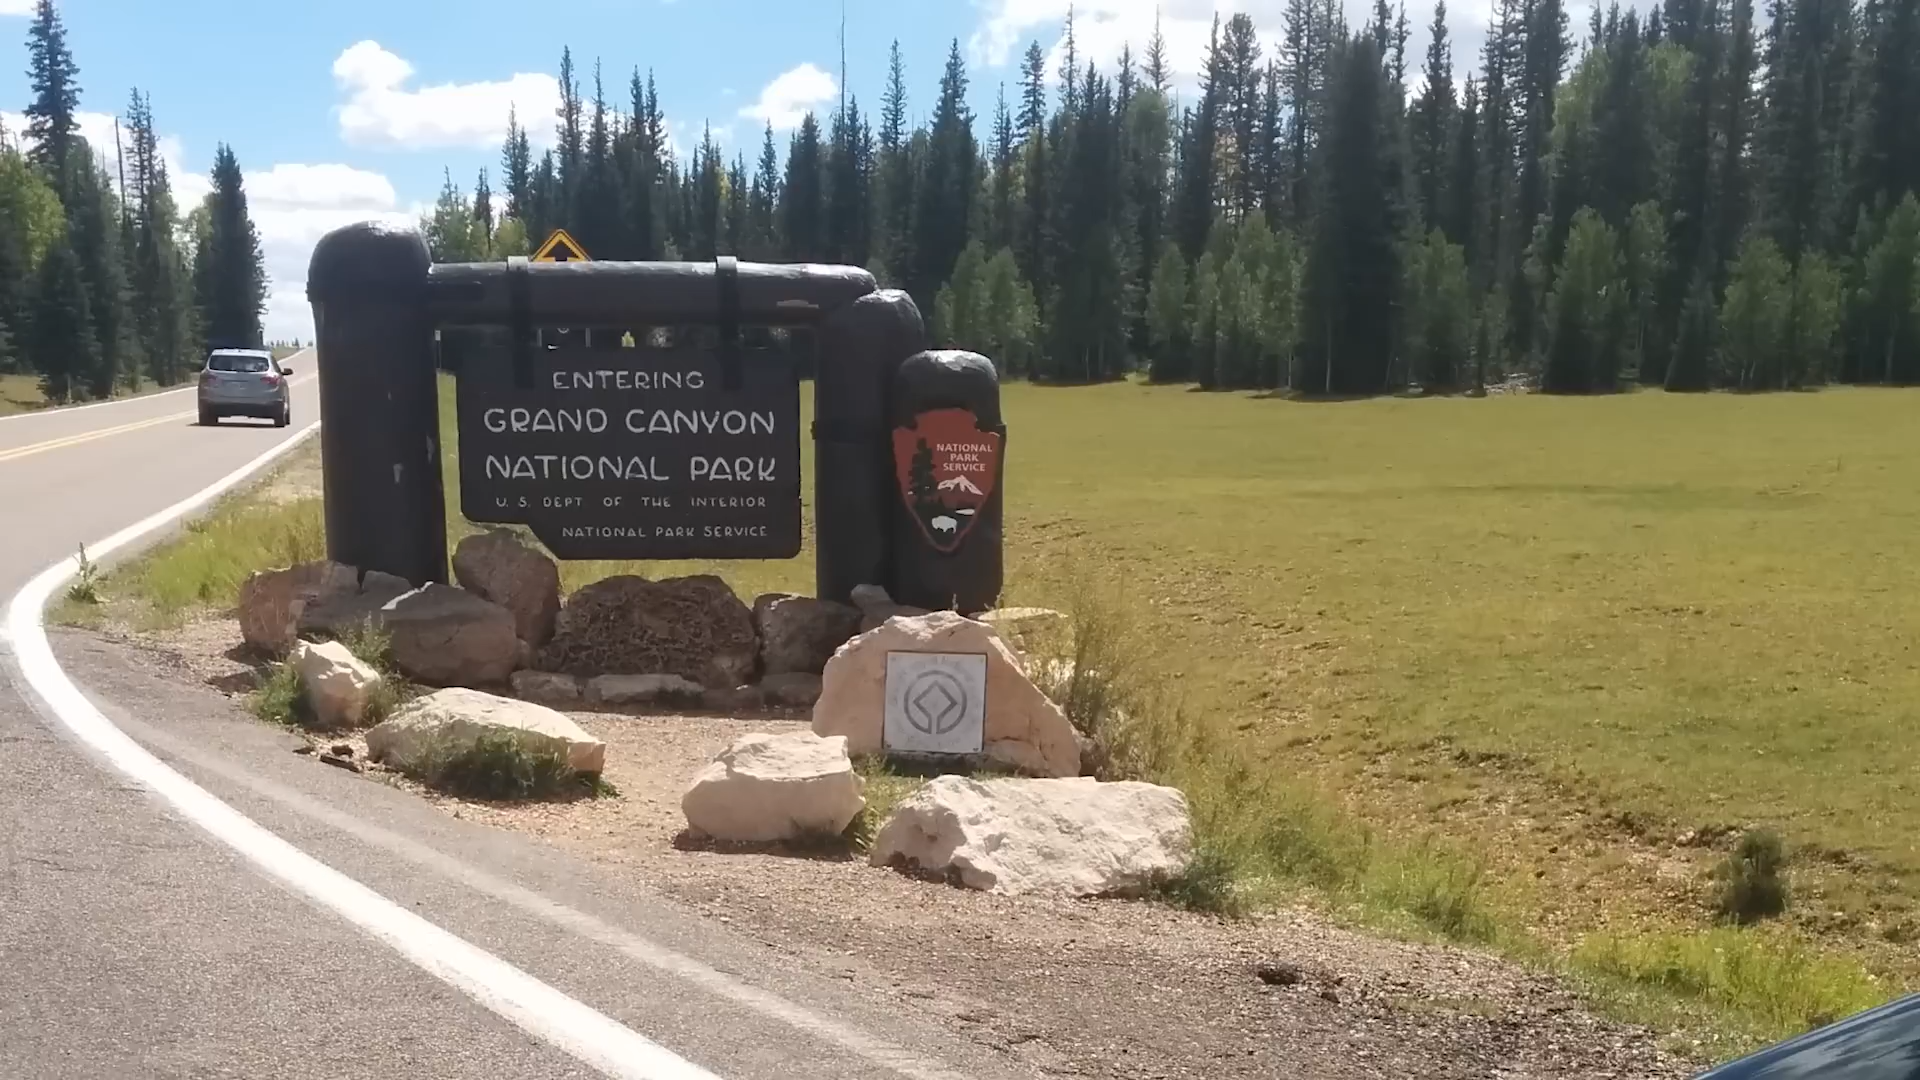 ENTERING
GRAND CANYON
NATIONAL PARK
U. S. DEPT. OF THE INTERIOR
NATIONAL PARK SERVICE
NATIONAL
PARK
SERVICE